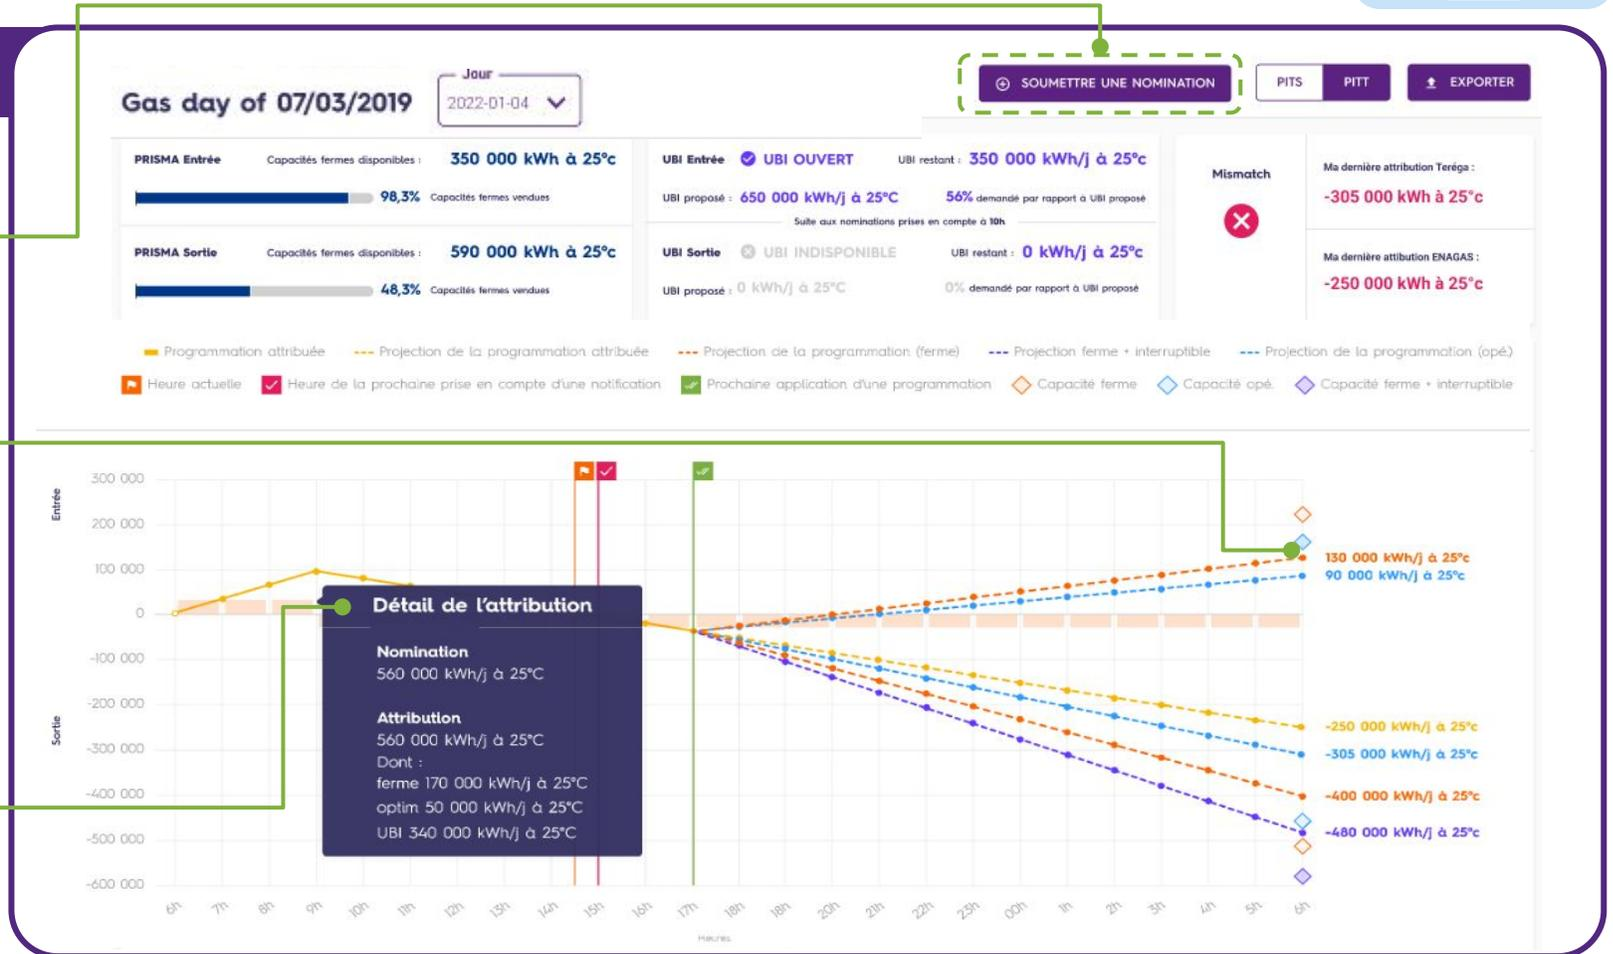 Jour
Gas day of 07/03/2019
2022-01-04
SOUMETTRE UNE NOMINATION
PITS
PITT
EXPORTER
PRISMA Entrée
Capacités fermes disponibles :
350 000 kWh à 25°c
98,3% Capacités fermes vendues
PRISMA Sortie
Capacités fermes disponibles :
590 000 kWh à 25°c
48,3% Capacités fermes vendues
UBI Entrée
UBI OUVERT
UBI restant : 350 000 kWh/j à 25°c
UBI proposé : 650 000 kWh/j à 25°C
56% demandé par rapport à UBI proposé
Suite aux nominations prises en compte à 10h
UBI Sortie
UBI INDISPONIBLE
UBI restant : 0 kWh/j à 25°c
UBI proposé : 0 kWh/j à 25°C
0% demandé par rapport à UBI proposé
Mismatch
Ma dernière attribution Teréga :
-305 000 kWh à 25°c
Ma dernière attibution ENAGAS :
-250 000 kWh à 25°c
Programmation attribuée
Projection de la programmation attribuée
Projection de la programmation (ferme)
Projection ferme + interruptible
Projection de la programmation (opé.)
Heure actuelle
Heure de la prochaine prise en compte d'une notification
Prochaine application d'une programmation
Capacité ferme
Capacité opé.
Capacité ferme + interruptible
Entrée
Sortie
300 000
200 000
100 000
0
-100 000
-200 000
-300 000
-400 000
-500 000
-600 000
Détail de l'attribution
Nomination
560 000 kWh/j à 25°C
Attribution
560 000 kWh/j à 25°C
Dont :
ferme 170 000 kWh/j à 25°C
optim 50 000 kWh/j à 25°C
UBI 340 000 kWh/j à 25°C
130 000 kWh/j à 25°c
90 000 kWh/j à 25°c
-250 000 kWh/j à 25°c
-305 000 kWh/j à 25°c
-400 000 kWh/j à 25°c
-480 000 kWh/j à 25°c
6h
7h
8h
9h
10h
11h
12h
13h
14h
15h
16h
17h
18h
18h
20h
21h
22h
23h
00h
1h
2h
3h
4h
5h
6h
Heures